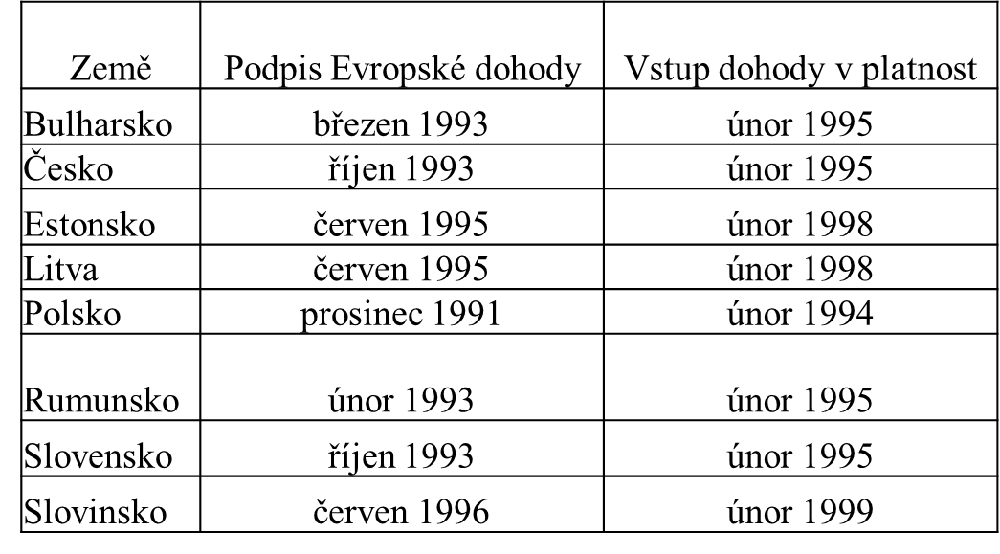 Země Podpis Evropské dohody Vstup dohody v platnost
Bulharsko březen 1993 únor 1995
Česko říjen 1993 únor 1995
Estonsko červen 1995 únor 1998
Litva červen 1995 únor 1998
Polsko prosinec 1991 únor 1994
Rumunsko únor 1993 únor 1995
Slovensko říjen 1993 únor 1995
Slovinsko červen 1996 únor 1999